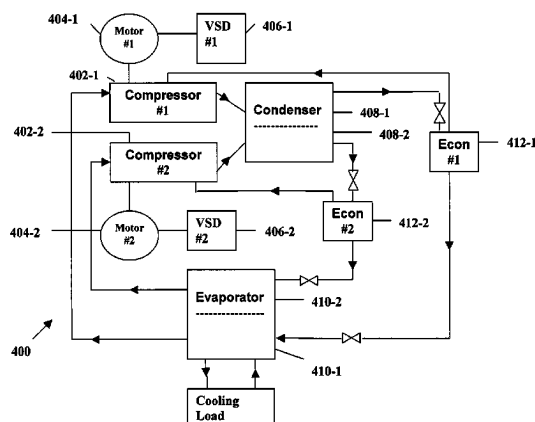 404-1
Motor
#1
VSD
#1
406-1
402-1
Compressor
#1
Condenser
408-1
408-2
Econ
#1
412-1
402-2
Compressor
#2
Econ
#2
412-2
404-2
Motor
#2
VSD
#2
406-2
Evaporator
410-2
400
410-1
Cooling
Load